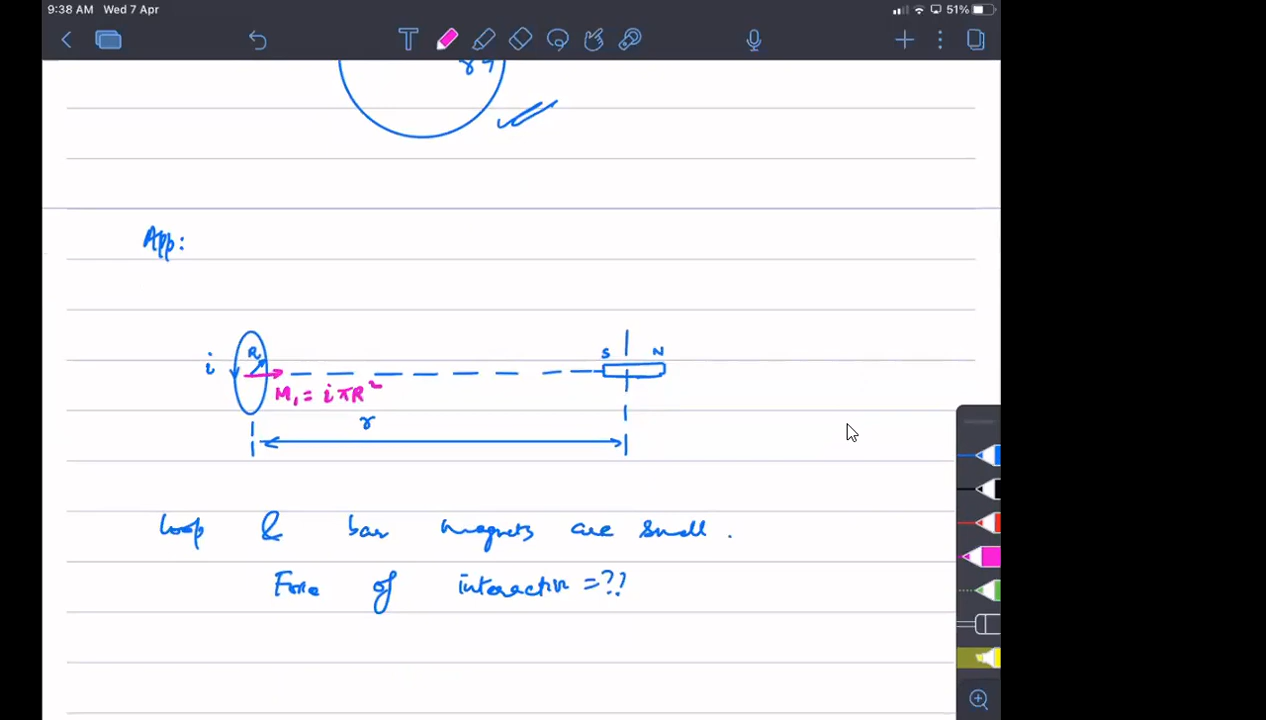 9:38 AM Wed 7 Apr
51%
T
App:
i
R
S N
M₁ = iπR²
r
loop & bar magnets are small.
Force of interaction =??